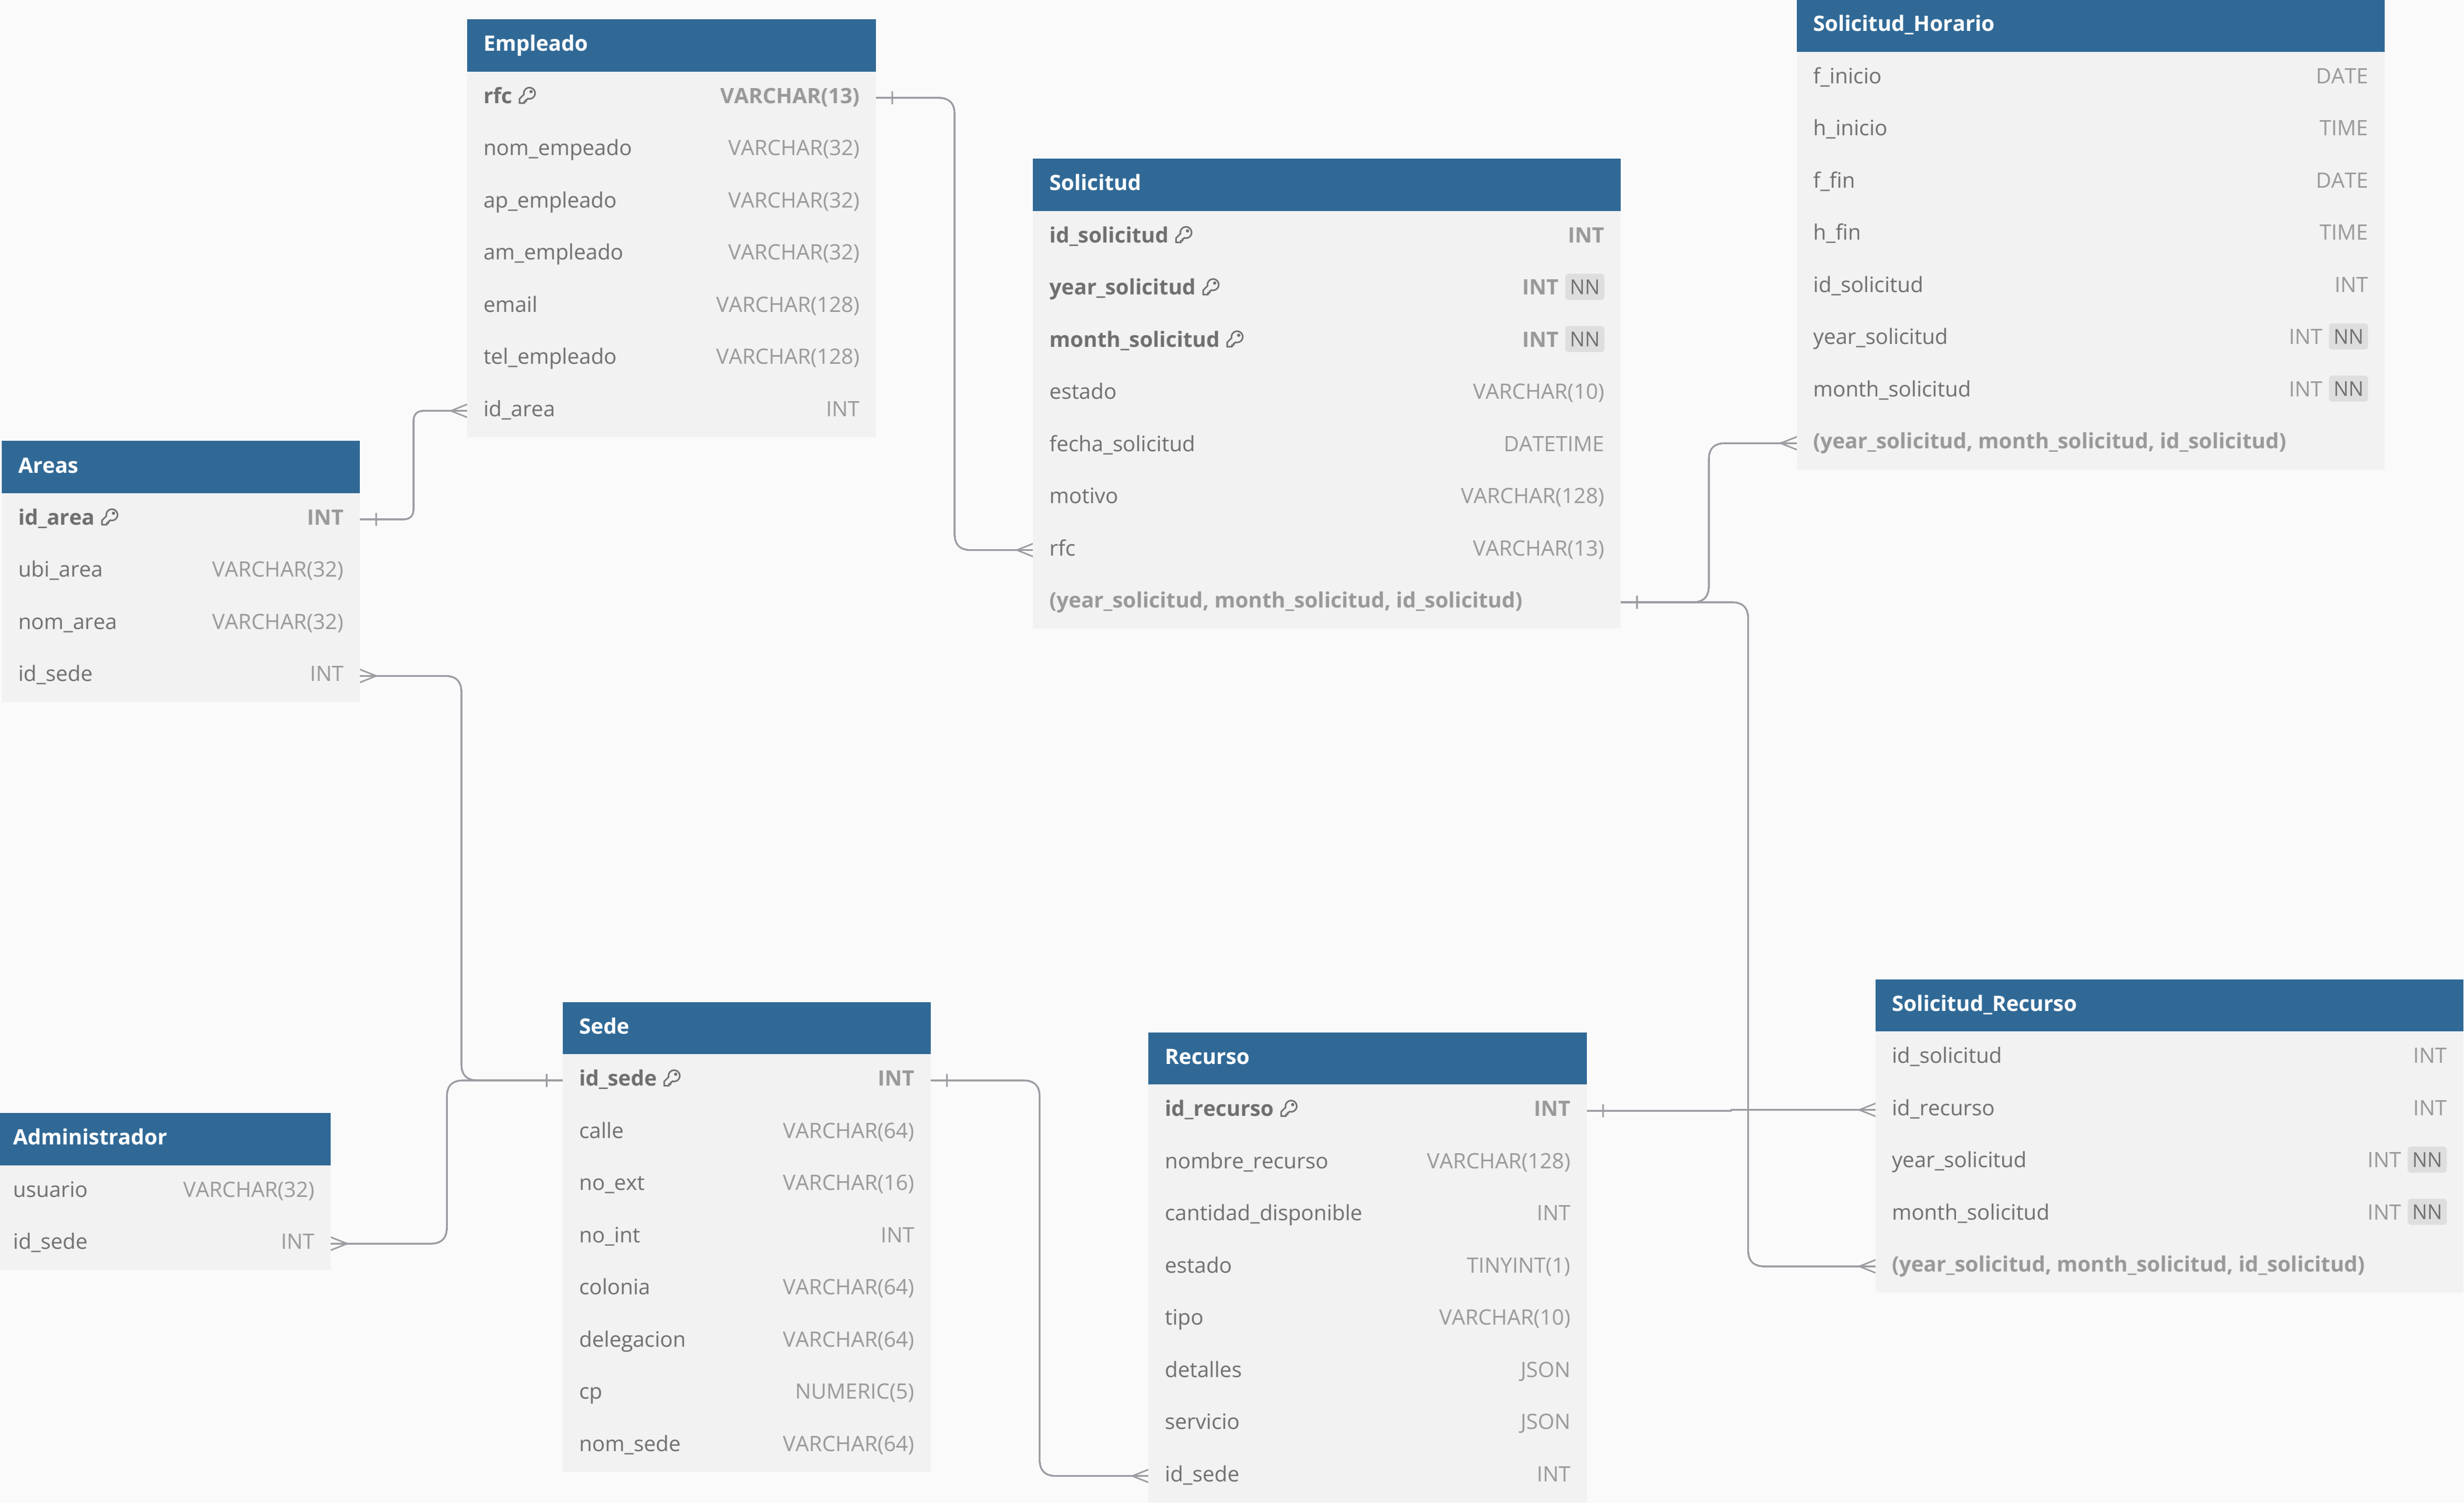 Empleado
rfc VARCHAR(13)
nom_empeado VARCHAR(32)
ap_empleado VARCHAR(32)
am_empleado VARCHAR(32)
email VARCHAR(128)
tel_empleado VARCHAR(128)
id_area INT
Solicitud_Horario
f_inicio DATE
h_inicio TIME
f_fin DATE
h_fin TIME
id_solicitud INT
year_solicitud INT NN
month_solicitud INT NN
(year_solicitud, month_solicitud, id_solicitud)
Solicitud
id_solicitud INT
year_solicitud INT NN
month_solicitud INT NN
estado VARCHAR(10)
fecha_solicitud DATETIME
motivo VARCHAR(128)
rfc VARCHAR(13)
(year_solicitud, month_solicitud, id_solicitud)
Areas
id_area INT
ubi_area VARCHAR(32)
nom_area VARCHAR(32)
id_sede INT
Administrador
usuario VARCHAR(32)
id_sede INT
Sede
id_sede INT
calle VARCHAR(64)
no_ext VARCHAR(16)
no_int INT
colonia VARCHAR(64)
delegacion VARCHAR(64)
cp NUMERIC(5)
nom_sede VARCHAR(64)
Recurso
id_recurso INT
nombre_recurso VARCHAR(128)
cantidad_disponible INT
estado TINYINT(1)
tipo VARCHAR(10)
detalles JSON
servicio JSON
id_sede INT
Solicitud_Recurso
id_solicitud INT
id_recurso INT
year_solicitud INT NN
month_solicitud INT NN
(year_solicitud, month_solicitud, id_solicitud)